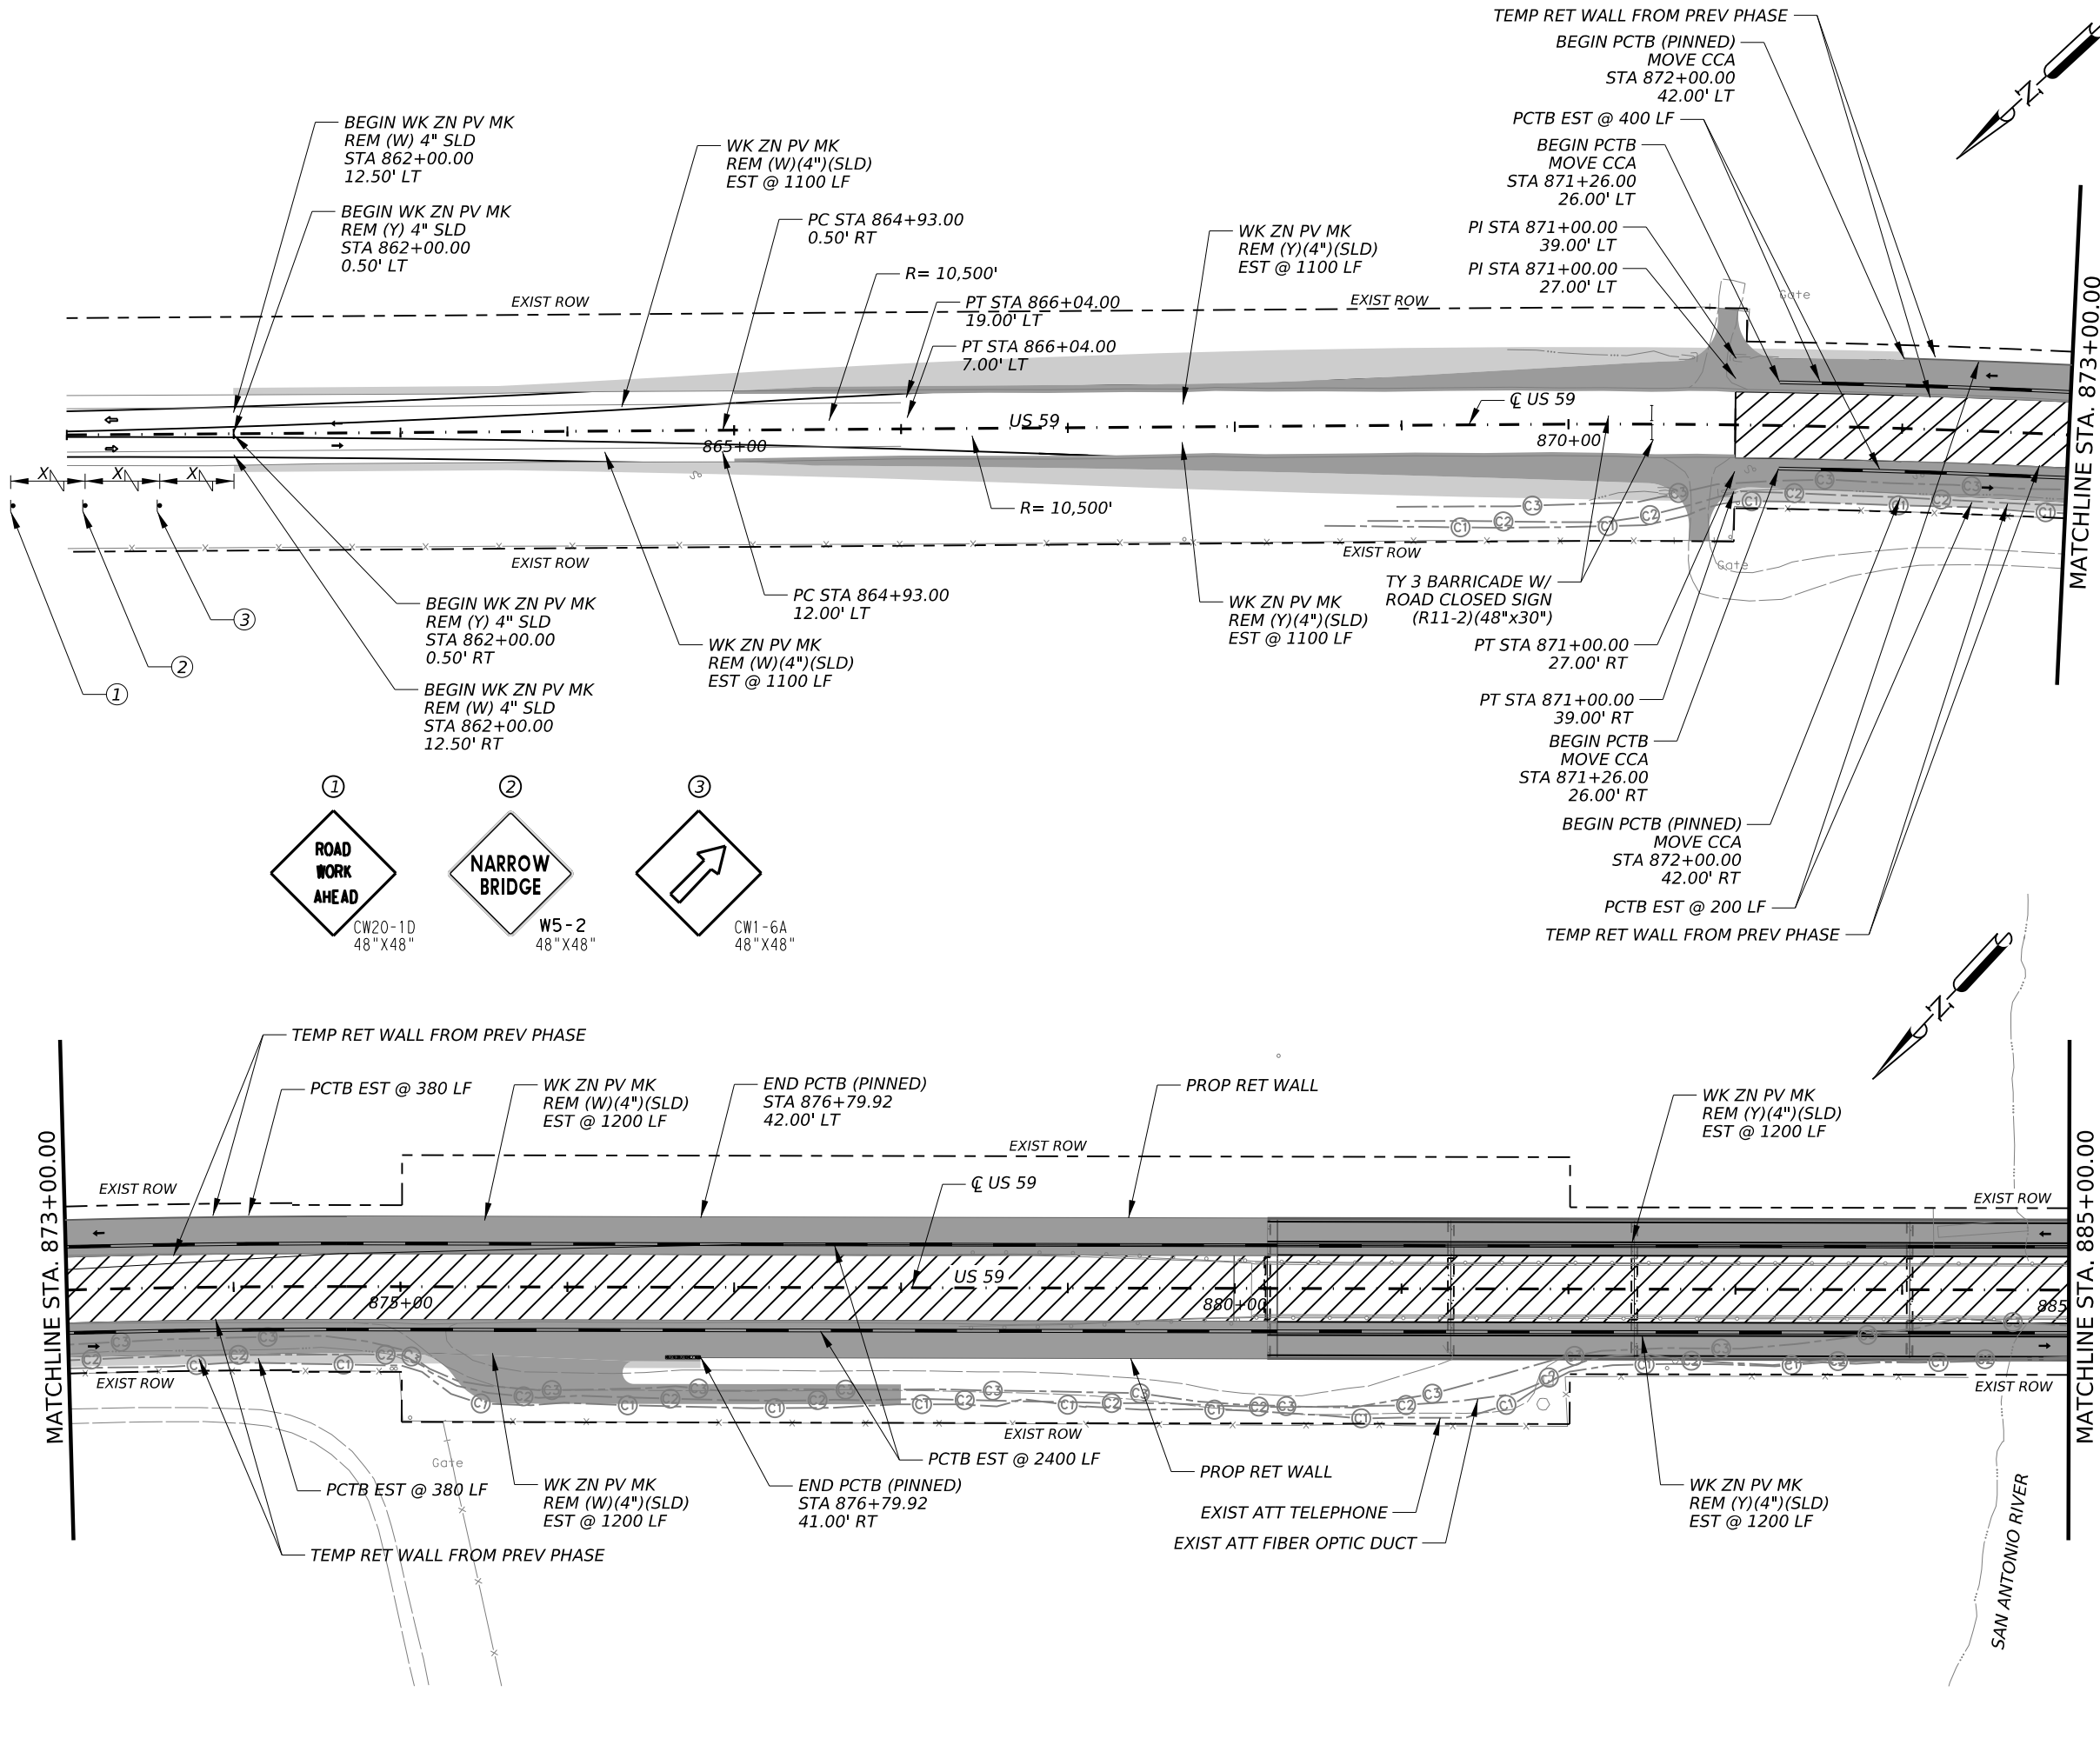 TEMP RET WALL FROM PREV PHASE
BEGIN PCTB (PINNED)
MOVE CCA
STA 872+00.00
42.00' LT
PCTB EST @ 400 LF
BEGIN PCTB
MOVE CCA
STA 871+26.00
26.00' LT
PI STA 871+00.00
39.00' LT
PI STA 871+00.00
27.00' LT
N
BEGIN WK ZN PV MK
REM (W) 4" SLD
STA 862+00.00
12.50' LT
BEGIN WK ZN PV MK
REM (Y) 4" SLD
STA 862+00.00
0.50' LT
WK ZN PV MK
REM (W)(4")(SLD)
EST @ 1100 LF
PC STA 864+93.00
0.50' RT
R= 10,500'
PT STA 866+04.00
19.00' LT
PT STA 866+04.00
7.00' LT
WK ZN PV MK
REM (Y)(4")(SLD)
EST @ 1100 LF
EXIST ROW
EXIST ROW
Gate
℄ US 59
US 59
865+00
870+00
MATCHLINE STA. 873+00.00
X X X
C3 C3 C3 C3
C1 C2 C1 C2 C1 C2 C1 C2 C1
R= 10,500'
EXIST ROW
EXIST ROW
Gate
1
2
3
BEGIN WK ZN PV MK
REM (Y) 4" SLD
STA 862+00.00
0.50' RT
BEGIN WK ZN PV MK
REM (W) 4" SLD
STA 862+00.00
12.50' RT
WK ZN PV MK
REM (W)(4")(SLD)
EST @ 1100 LF
PC STA 864+93.00
12.00' LT
WK ZN PV MK
REM (Y)(4")(SLD)
EST @ 1100 LF
TY 3 BARRICADE W/
ROAD CLOSED SIGN
(R11-2)(48"x30")
PT STA 871+00.00
27.00' RT
PT STA 871+00.00
39.00' RT
BEGIN PCTB
MOVE CCA
STA 871+26.00
26.00' RT
BEGIN PCTB (PINNED)
MOVE CCA
STA 872+00.00
42.00' RT
PCTB EST @ 200 LF
TEMP RET WALL FROM PREV PHASE
1
ROAD
WORK
AHEAD
CW20-1D
48"X48"
2
NARROW
BRIDGE
W5-2
48"X48"
3
CW1-6A
48"X48"
N
TEMP RET WALL FROM PREV PHASE
PCTB EST @ 380 LF
WK ZN PV MK
REM (W)(4")(SLD)
EST @ 1200 LF
END PCTB (PINNED)
STA 876+79.92
42.00' LT
PROP RET WALL
WK ZN PV MK
REM (Y)(4")(SLD)
EST @ 1200 LF
EXIST ROW
EXIST ROW
EXIST ROW
℄ US 59
US 59
875+00
880+00
885
MATCHLINE STA. 873+00.00
MATCHLINE STA. 885+00.00
EXIST ROW
EXIST ROW
EXIST ROW
Gate
PCTB EST @ 380 LF
WK ZN PV MK
REM (W)(4")(SLD)
EST @ 1200 LF
END PCTB (PINNED)
STA 876+79.92
41.00' RT
PCTB EST @ 2400 LF
PROP RET WALL
EXIST ATT TELEPHONE
EXIST ATT FIBER OPTIC DUCT
WK ZN PV MK
REM (Y)(4")(SLD)
EST @ 1200 LF
TEMP RET WALL FROM PREV PHASE
SAN ANTONIO RIVER